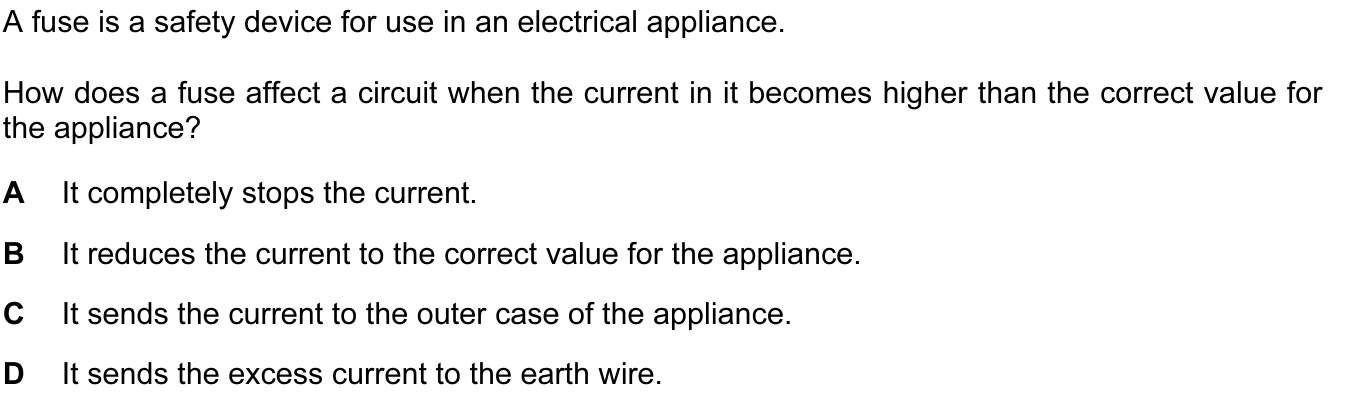 A fuse is a safety device for use in an electrical appliance.
How does a fuse affect a circuit when the current in it becomes higher than the correct value for
the appliance?
A It completely stops the current.
B It reduces the current to the correct value for the appliance.
C It sends the current to the outer case of the appliance.
D It sends the excess current to the earth wire.